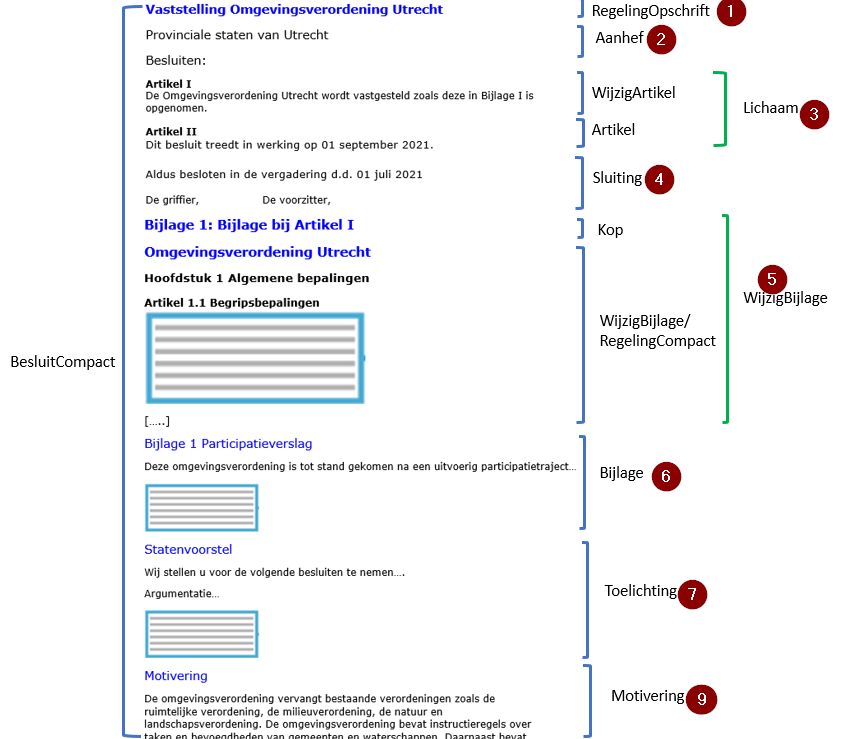 Vaststelling Omgevingsverordening Utrecht
RegelingOpschrift 1
Provinciale staten van Utrecht
Aanhef 2
Besluiten:
Artikel I
De Omgevingsverordening Utrecht wordt vastgesteld zoals deze in Bijlage I is
opgenomen.
WijzigArtikel
Lichaam 3
Artikel II
Dit besluit treedt in werking op 01 september 2021.
Artikel
Aldus besloten in de vergadering d.d. 01 juli 2021
Sluiting 4
De griffier, De voorzitter,
Bijlage 1: Bijlage bij Artikel I
Kop
Omgevingsverordening Utrecht
Hoofdstuk 1 Algemene bepalingen
5
WijzigBijlage
Artikel 1.1 Begripsbepalingen
WijzigBijlage/
RegelingCompact
BesluitCompact
[…..]
Bijlage 1 Participatieverslag
Deze omgevingsverordening is tot stand gekomen na een uitvoerig participatietraject…
Bijlage 6
Statenvoorstel
Wij stellen u voor de volgende besluiten te nemen….
Argumentatie…
Toelichting 7
Motivering
Motivering 9
De omgevingsverordening vervangt bestaande verordeningen zoals de
ruimtelijke verordening, de milieuverordening, de natuur en
landschapsverordening. De omgevingsverordening bevat instructieregels over
taken en bevoegdheden van gemeenten en waterschappen. Daarnaast bevat